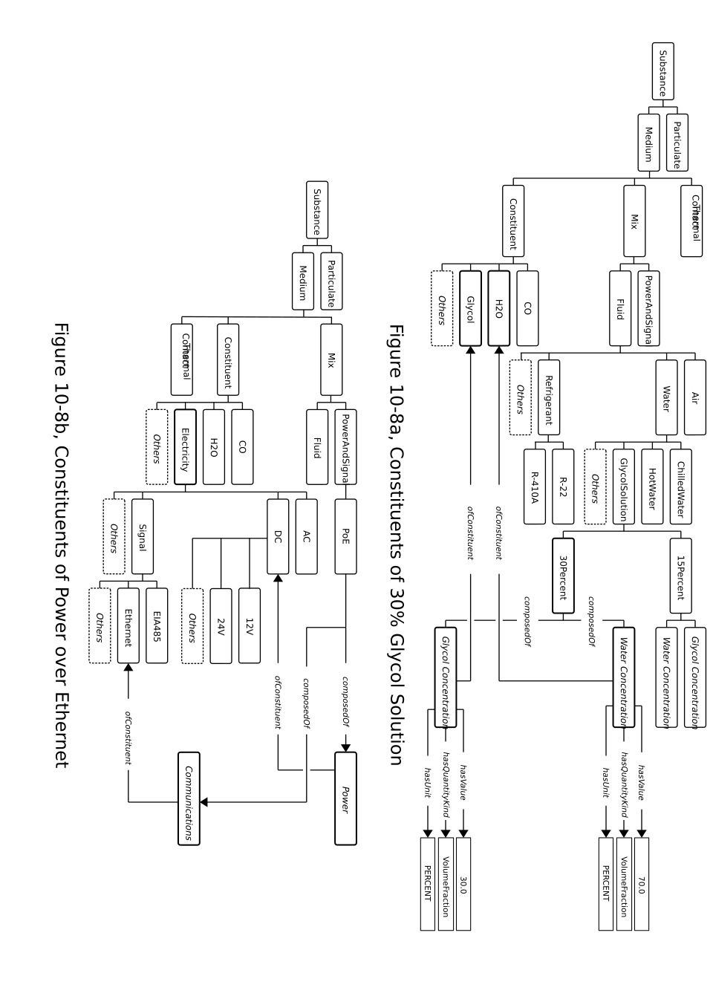 Substance
Particulate
Medium
Thermal
Contact
Mix
Constituent
PowerAndSignal
Fluid
CO
H2O
Glycol
Others
Air
Water
Refrigerant
Others
ChilledWater
HotWater
GlycolSolution
Others
R-22
R-410A
15Percent
30Percent
Glycol Concentration
Water Concentration
composedOf
composedOf
Water Concentration
Glycol Concentration
ofConstituent
ofConstituent
hasValue
hasQuantityKind
hasUnit
70.0
VolumeFraction
PERCENT
hasValue
hasQuantityKind
hasUnit
30.0
VolumeFraction
PERCENT
Figure 10-8a, Constituents of 30% Glycol Solution
Substance
Particulate
Medium
Mix
Constituent
Thermal
Contact
PowerAndSignal
Fluid
CO
H2O
Electricity
Others
PoE
AC
DC
Signal
Others
12V
24V
Others
EIA485
Ethernet
Others
composedOf
composedOf
ofConstituent
ofConstituent
Power
Communications
Figure 10-8b, Constituents of Power over Ethernet